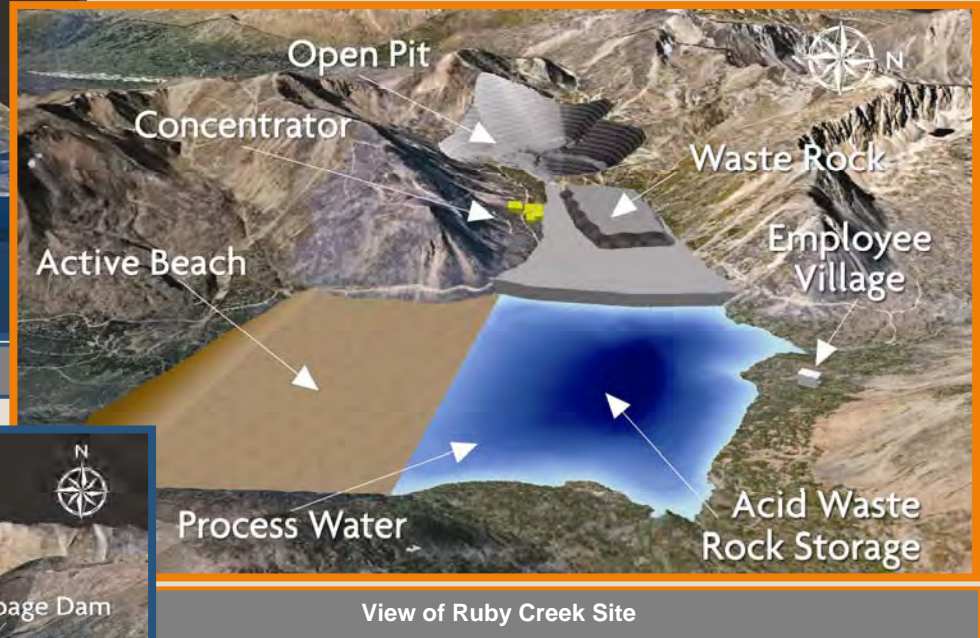 Open Pit
N
Concentrator
Waste Rock
Employee
Village
Active Beach
N
Process Water
Acid Waste
Rock Storage
Dam
View of Ruby Creek Site